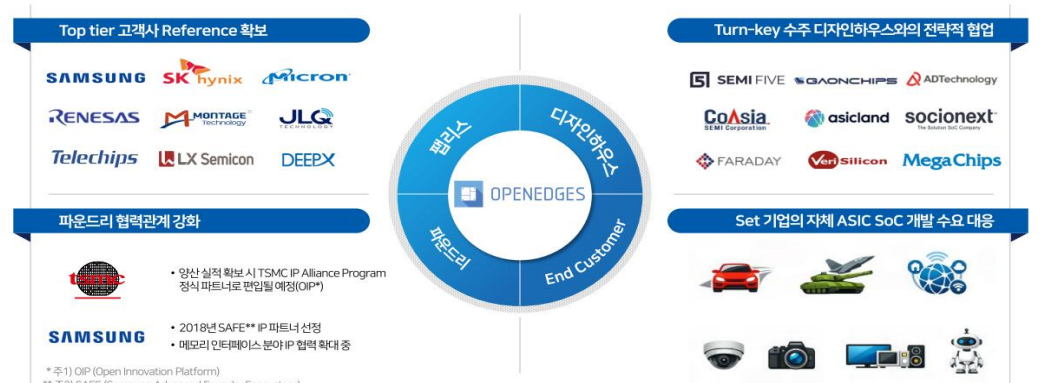 Top tier 고객사 Reference 확보
SAMSUNG
SK hynix
Micron
RENESAS
MONTAGE Technology
JLQ TECHNOLOGY
Telechips
LX Semicon
DEEPX
Turn-key 수주 디자인하우스와의 전략적 협업
SEMIFIVE
GAONCHIPS
ADTechnology
CoAsia
SEMI Corporation
asicland
socionext
The Solution SoC Company
FARADAY
VeriSilicon
MegaChips
팹리스
디자인하우스
OPENEDGES
파운드리
End Customer
파운드리 협력관계 강화
tsmc
• 양산 실적 확보 시 TSMC IP Alliance Program
정식 파트너로 편입될 예정(OIP*)
SAMSUNG
• 2018년 SAFE** IP 파트너 선정
• 메모리 인터페이스 분야 IP 협력 확대 중
* 주1) OIP (Open Innovation Platform)
Set 기업의 자체 ASIC SoC 개발 수요 대응